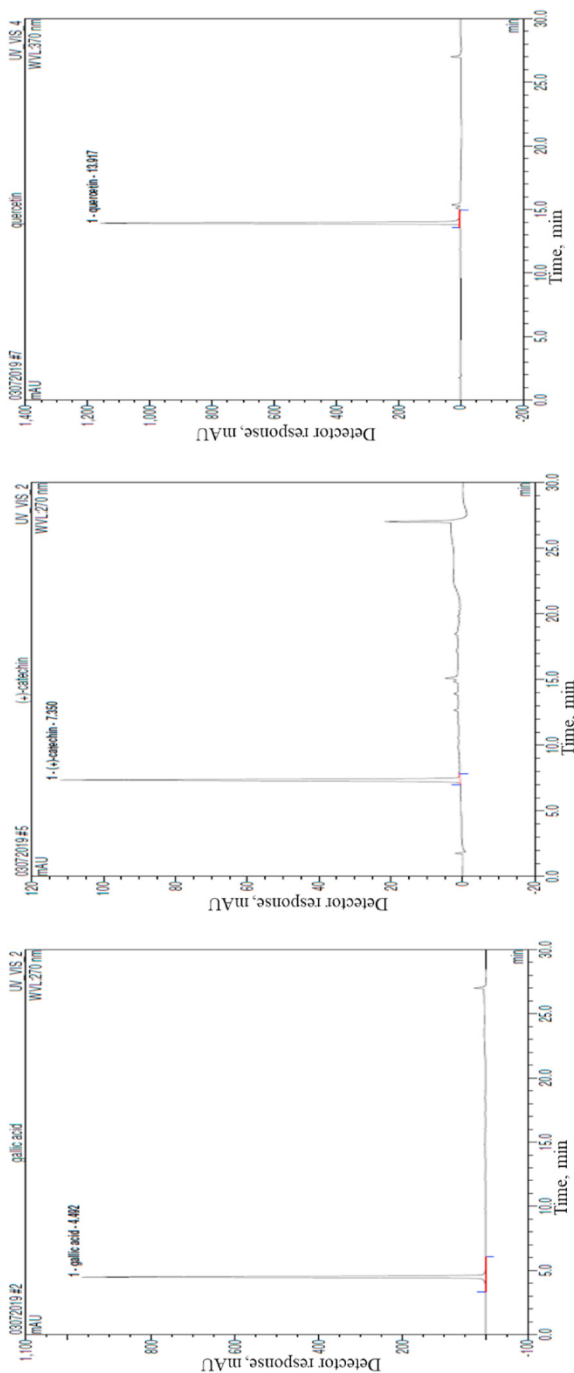 03072019 #2 gallic acid UV_VIS_2
1,100
mAU
WVL:270 nm
1 - gallic acid - 4.492
800
600
400
200
0
-100
min
0.0 5.0 10.0 15.0 20.0 25.0 30.0
Detector response, mAU
Time, min
03072019 #5 (+)-catechin UV_VIS_2
120
mAU
WVL:270 nm
1 - (+)-catechin - 7.350
100
80
60
40
20
0
-20
min
0.0 5.0 10.0 15.0 20.0 25.0 30.0
Detector response, mAU
Time, min
03072019 #7 quercetin UV_VIS_4
1,400
mAU
WVL:370 nm
1 - quercetin - 13.917
1,200
1,000
800
600
400
200
0
-200
min
0.0 5.0 10.0 15.0 20.0 25.0 30.0
Detector response, mAU
Time, min